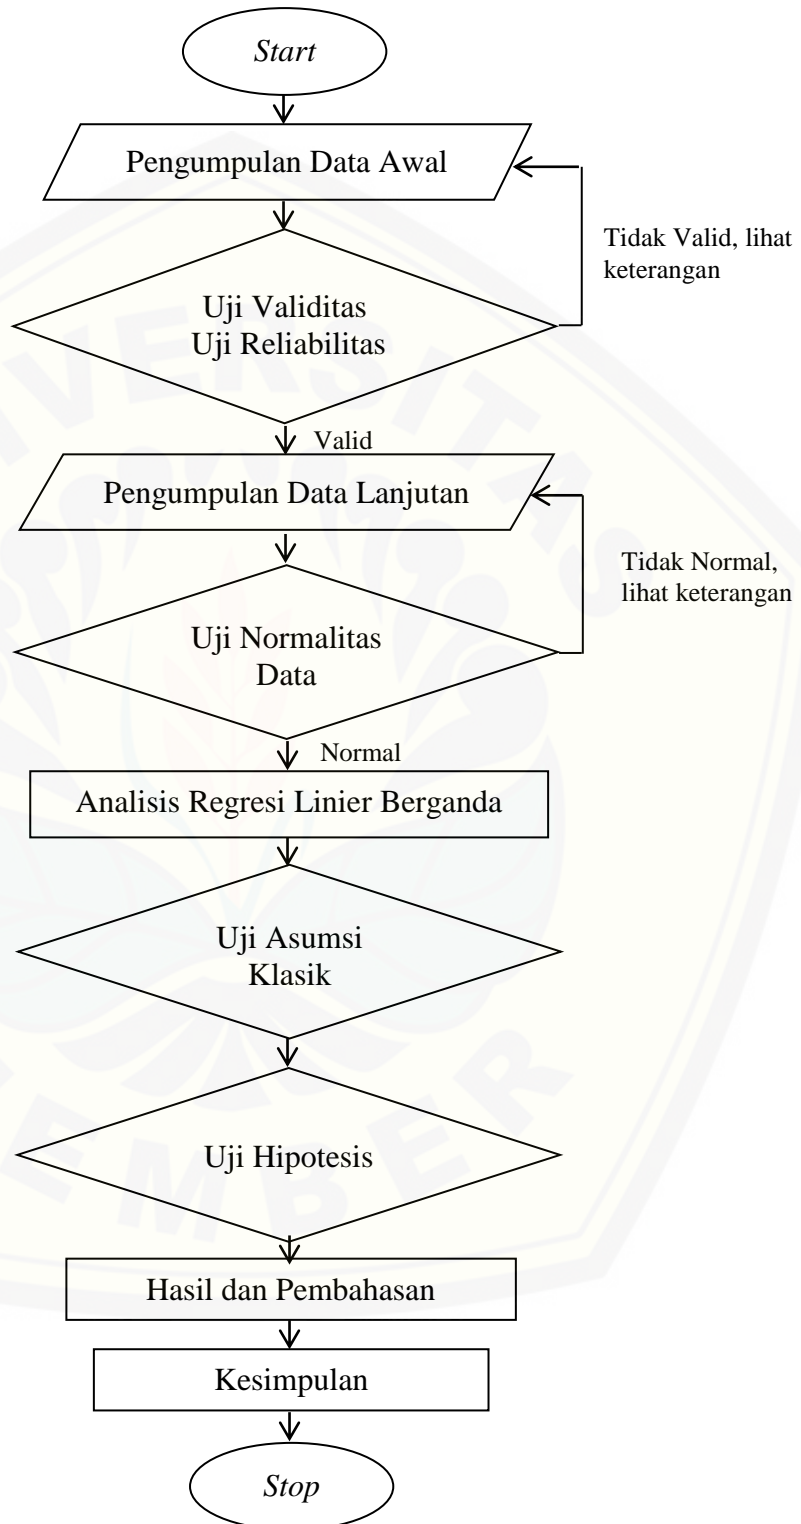 Start
Pengumpulan Data Awal
Tidak Valid, lihat
keterangan
Uji Validitas
Uji Reliabilitas
Valid
Pengumpulan Data Lanjutan
Tidak Normal,
lihat keterangan
Uji Normalitas
Data
Normal
Analisis Regresi Linier Berganda
Uji Asumsi
Klasik
Uji Hipotesis
Hasil dan Pembahasan
Kesimpulan
Stop
VERSITAS
EMBER